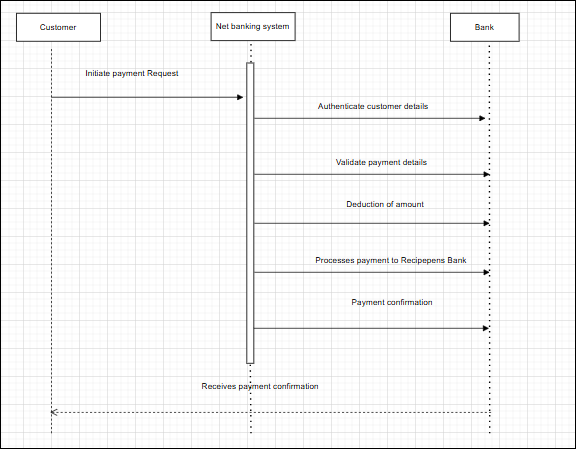 Customer
Net banking system
Bank
Initiate payment Request
Authenticate customer details
Validate payment details
Deduction of amount
Processes payment to Recipepens Bank
Payment confirmation
Receives payment confirmation